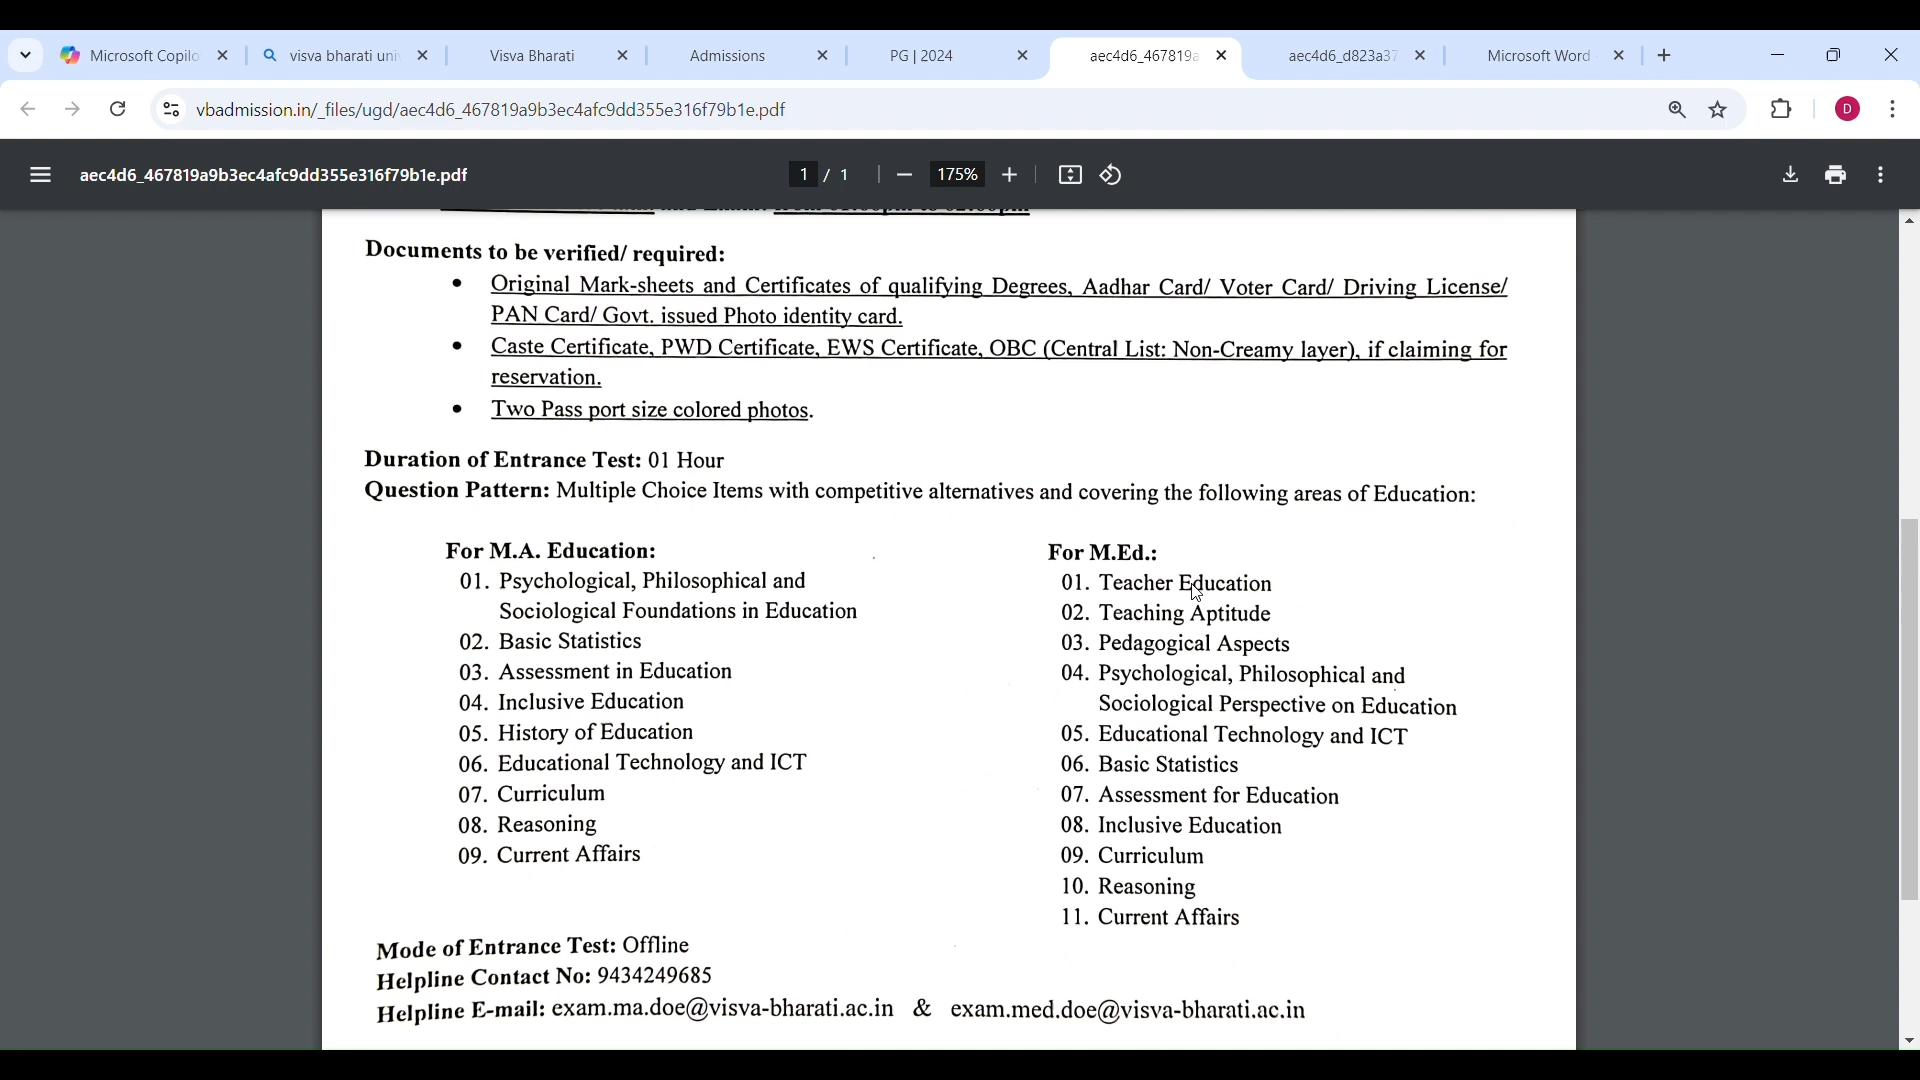 Microsoft Copilo
visva bharati uni
Visva Bharati
Admissions
PG | 2024
aec4d6_467819a
aec4d6_d823a37
Microsoft Word
vbadmission.in/_files/ugd/aec4d6_467819a9b3ec4afc9dd355e316f79b1e.pdf
D
aec4d6_467819a9b3ec4afc9dd355e316f79b1e.pdf
1 / 1
175%
Documents to be verified/ required:
• Original Mark-sheets and Certificates of qualifying Degrees, Aadhar Card/ Voter Card/ Driving License/
PAN Card/ Govt. issued Photo identity card.
• Caste Certificate, PWD Certificate, EWS Certificate, OBC (Central List: Non-Creamy layer), if claiming for
reservation.
• Two Pass port size colored photos.
Duration of Entrance Test: 01 Hour
Question Pattern: Multiple Choice Items with competitive alternatives and covering the following areas of Education:
For M.A. Education:
01. Psychological, Philosophical and
Sociological Foundations in Education
02. Basic Statistics
03. Assessment in Education
04. Inclusive Education
05. History of Education
06. Educational Technology and ICT
07. Curriculum
08. Reasoning
09. Current Affairs
For M.Ed.:
01. Teacher Education
02. Teaching Aptitude
03. Pedagogical Aspects
04. Psychological, Philosophical and
Sociological Perspective on Education
05. Educational Technology and ICT
06. Basic Statistics
07. Assessment for Education
08. Inclusive Education
09. Curriculum
10. Reasoning
11. Current Affairs
Mode of Entrance Test: Offline
Helpline Contact No: 9434249685
Helpline E-mail: exam.ma.doe@visva-bharati.ac.in & exam.med.doe@visva-bharati.ac.in